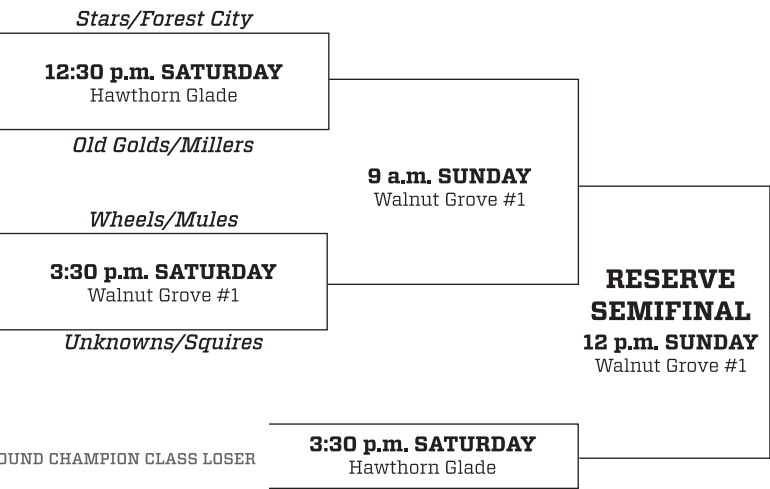 Stars/Forest City
12:30 p.m. SATURDAY
Hawthorn Glade
Old Golds/Millers
9 a.m. SUNDAY
Walnut Grove #1
Wheels/Mules
3:30 p.m. SATURDAY
Walnut Grove #1
Unknowns/Squires
RESERVE
SEMIFINAL
12 p.m. SUNDAY
Walnut Grove #1
OUND CHAMPION CLASS LOSER
3:30 p.m. SATURDAY
Hawthorn Glade